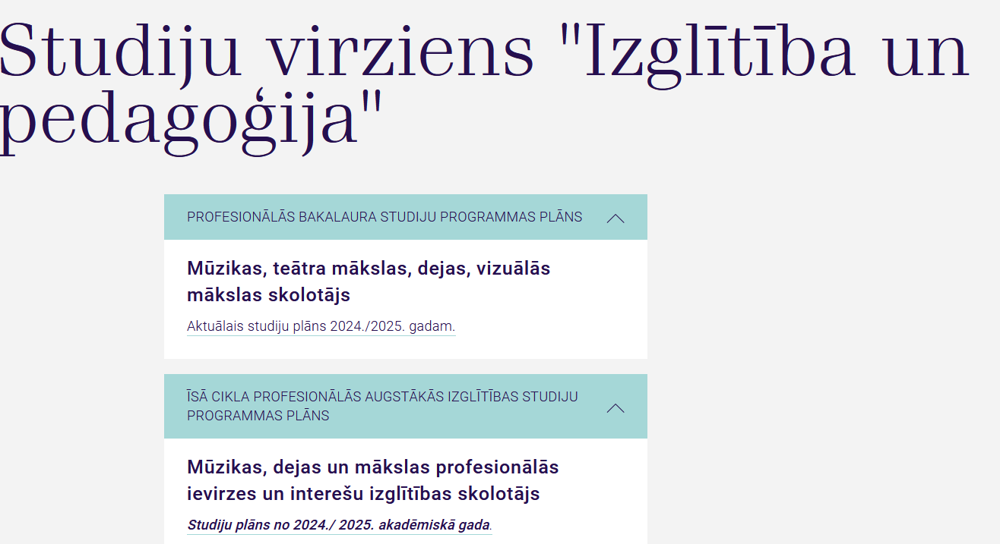 Studiju virziens "Izglītība un
pedagoģija"
PROFESIONĀLĀS BAKALAURA STUDIJU PROGRAMMAS PLĀNS
Mūzikas, teātra mākslas, dejas, vizuālās
mākslas skolotājs
Aktuālais studiju plāns 2024./2025. gadam.
ĪSĀ CIKLA PROFESIONĀLĀS AUGSTĀKĀS IZGLĪTĪBAS STUDIJU
PROGRAMMAS PLĀNS
Mūzikas, dejas un mākslas profesionālās
ievirzes un interešu izglītības skolotājs
Studiju plāns no 2024./ 2025. akadēmiskā gada.